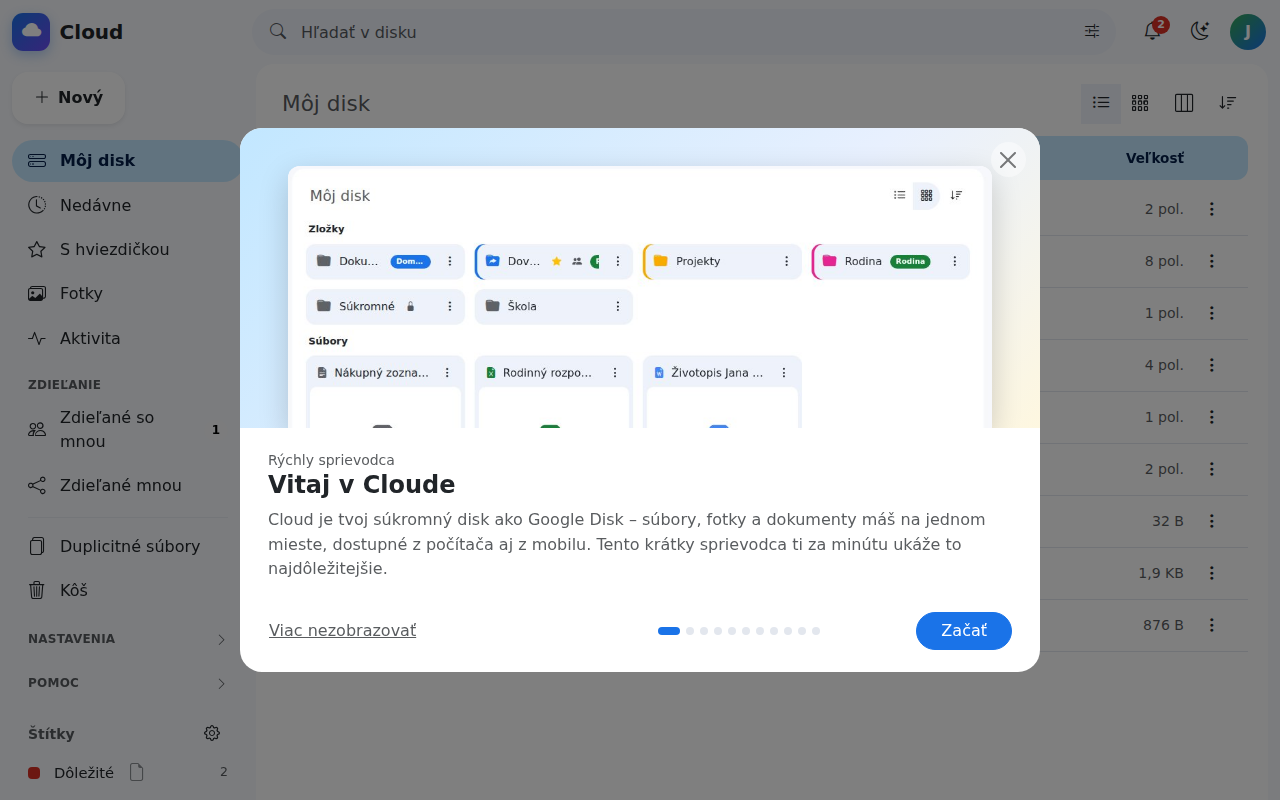 Cloud
Hľadať v disku
2
J
Nový
Môj disk
Nedávne
S hviezdičkou
Fotky
Aktivita
ZDIEĽANIE
Zdieľané so
mnou
1
Zdieľané mnou
Duplicitné súbory
Kôš
NASTAVENIA
POMOC
Štítky
Dôležité
2
Môj disk
Veľkosť
2 pol.
8 pol.
1 pol.
4 pol.
1 pol.
2 pol.
32 B
1,9 KB
876 B
Môj disk
Zložky
Doku... Dom...
Dov...
Projekty
Rodina Rodina
Súkromné
Škola
Súbory
Nákupný zozna...
Rodinný rozpo...
Životopis Jana ...
Rýchly sprievodca
Vitaj v Cloude
Cloud je tvoj súkromný disk ako Google Disk – súbory, fotky a dokumenty máš na jednom
mieste, dostupné z počítača aj z mobilu. Tento krátky sprievodca ti za minútu ukáže to
najdôležitejšie.
Viac nezobrazovať
Začať